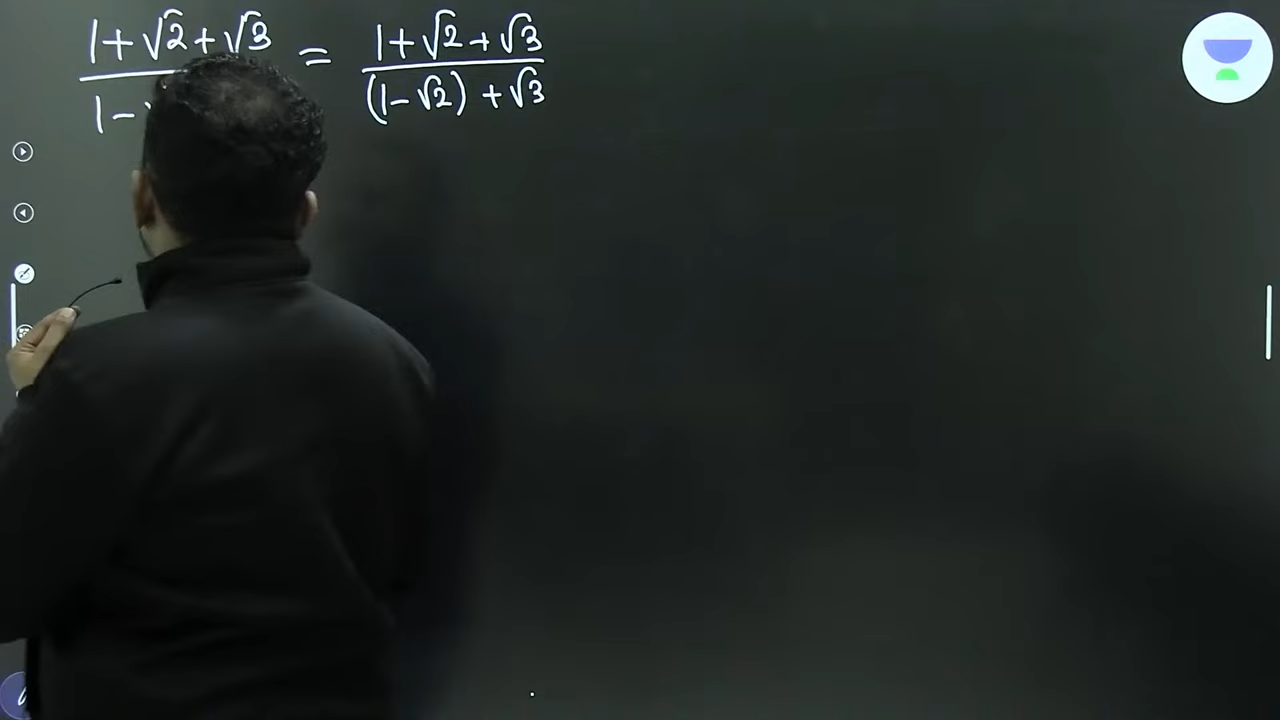 1+√2+√3 = 1+√2+√3
1- (1-√2) +√3